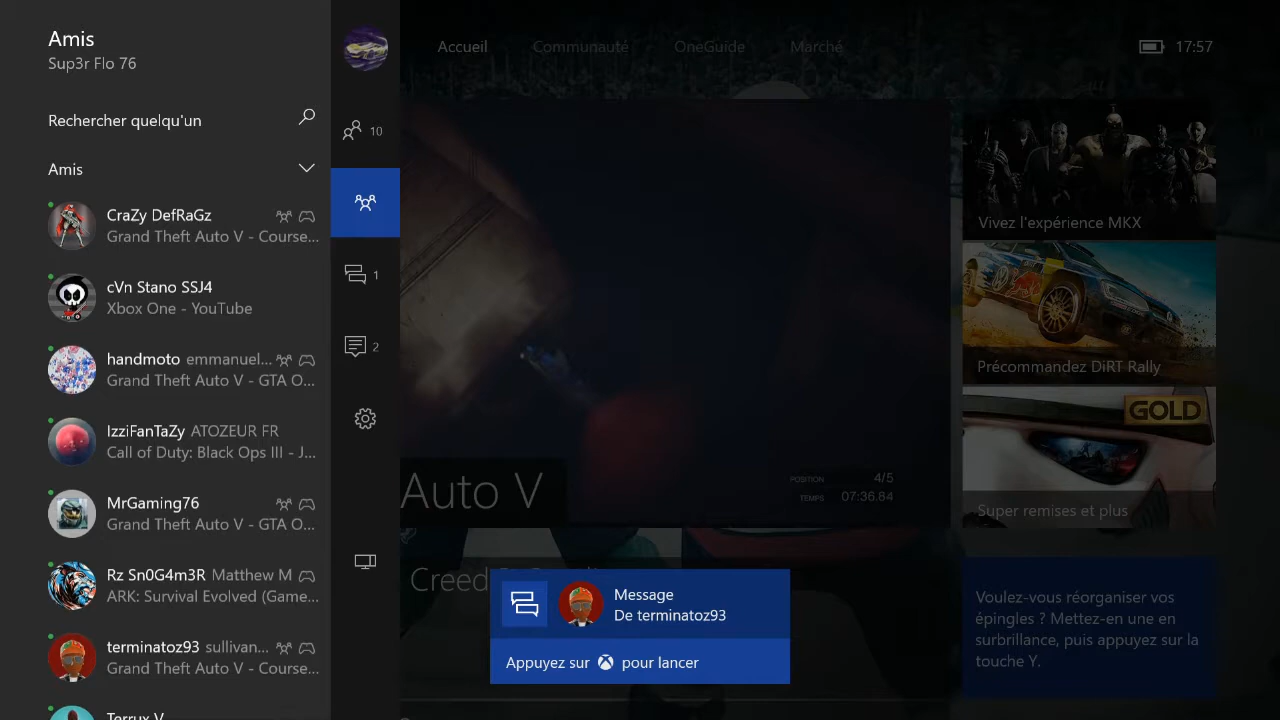 Amis
Sup3r Flo 76
Rechercher quelqu'un
Amis
CraZy DefRaGz
Grand Theft Auto V - Course...
cVn Stano SSJ4
Xbox One - YouTube
handmoto emmanuel...
Grand Theft Auto V - GTA O...
IzziFanTaZy ATOZEUR FR
Call of Duty: Black Ops III - J...
MrGaming76
Grand Theft Auto V - GTA O...
Rz Sn0G4m3R Matthew M
ARK: Survival Evolved (Game...
terminatoz93 sullivan...
Grand Theft Auto V - Course...
Terrux V
10
1
2
Accueil Communauté OneGuide Marché
17:57
Vivez l'expérience MKX
Précommandez DiRT Rally
GOLD
Super remises et plus
Auto V
POSITION 4/5
TEMPS 07:36.84
Creed
Message
De terminatoz93
Appuyez sur pour lancer
Voulez-vous réorganiser vos
épingles ? Mettez-en une en
surbrillance, puis appuyez sur la
touche Y.